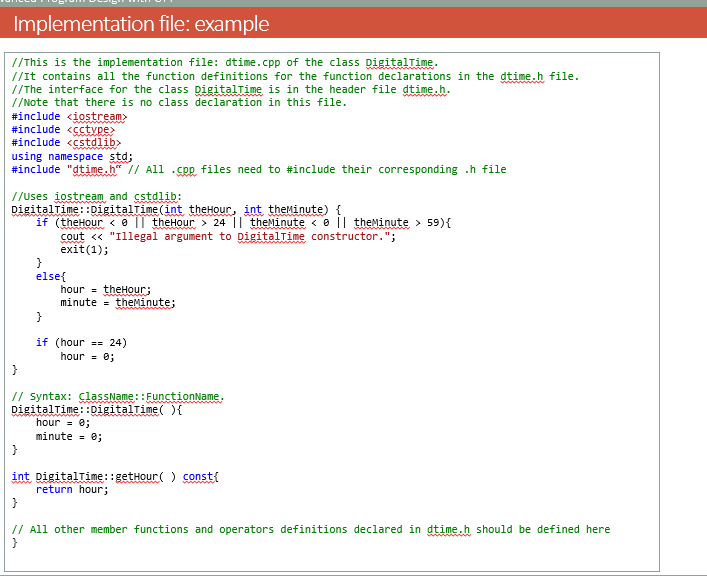 Implementation file: example
//This is the implementation file: dtime.cpp of the class DigitalTime.
//It contains all the function definitions for the function declarations in the dtime.h file.
//The interface for the class DigitalTime is in the header file dtime.h.
//Note that there is no class declaration in this file.
#include <iostream>
#include <cctype>
#include <cstdlib>
using namespace std;
#include "dtime.h“ // All .cpp files need to #include their corresponding .h file
//Uses iostream and cstdlib:
DigitalTime::DigitalTime(int theHour, int theMinute) {
if (theHour < 0 || theHour > 24 || theMinute < 0 || theMinute > 59){
cout << "Illegal argument to DigitalTime constructor.";
exit(1);
}
else{
hour = theHour;
minute = theMinute;
}
if (hour == 24)
hour = 0;
}
// Syntax: ClassName::FunctionName.
DigitalTime::DigitalTime( ){
hour = 0;
minute = 0;
}
int DigitalTime::getHour( ) const{
return hour;
}
// All other member functions and operators definitions declared in dtime.h should be defined here
}